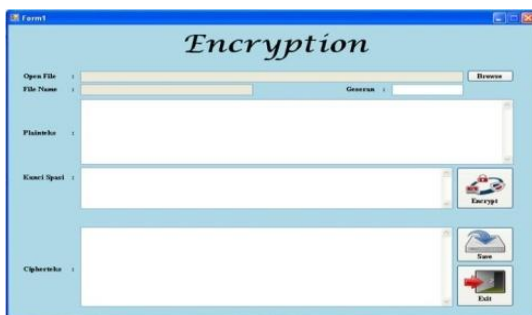 Form1
Encryption
Open File :
Browse
File Name :
Geseran :
Plainteks :
Kunci Spasi :
Encrypt
Save
Cipherteks :
Exit